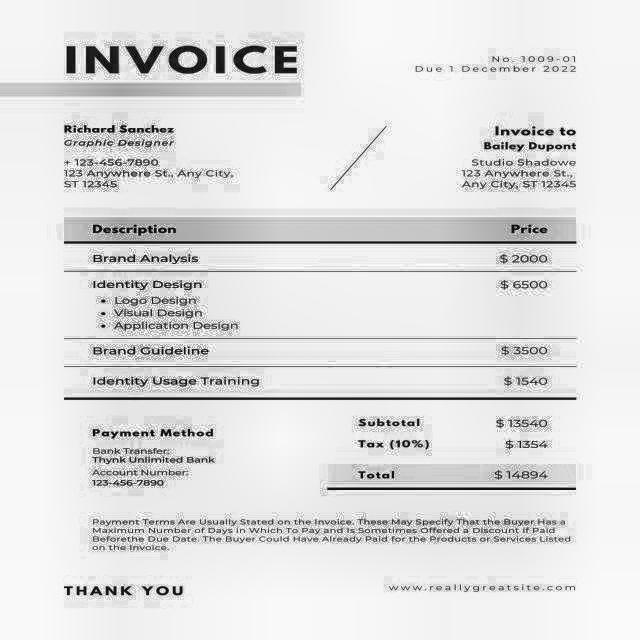 INVOICE
No. 1009-01
Due 1 December 2022
Richard Sanchez
Graphic Designer
+ 123-456-7890
123 Anywhere St., Any City,
ST 12345
Invoice to
Bailey Dupont
Studio Shadowe
123 Anywhere St.,
Any City, ST 12345
Description Price
Brand Analysis $ 2000
Identity Design $ 6500
• Logo Design
• Visual Design
• Application Design
Brand Guideline $ 3500
Identity Usage Training $ 1540
Subtotal $ 13540
Tax (10%) $ 1354
Total $ 14894
Payment Method
Bank Transfer:
Thynk Unlimited Bank
Account Number:
123-456-7890
Payment Terms Are Usually Stated on the Invoice. These May Specify That the Buyer Has a
Maximum Number of Days in Which To Pay and Is Sometimes Offered a Discount if Paid
Beforethe Due Date. The Buyer Could Have Already Paid for the Products or Services Listed
on the Invoice.
THANK YOU
www.reallygreatsite.com